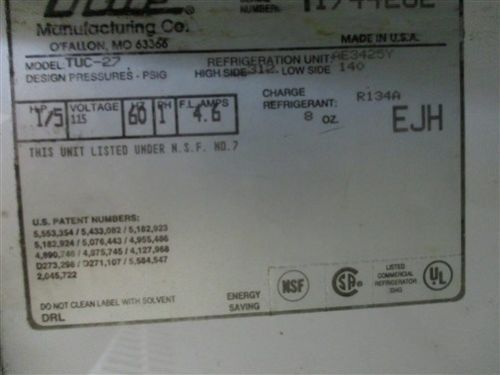 Manufacturing Co.
O'FALLON, MO 63366
NUMBER:
MADE IN U.S.A.
MODEL: TUC-27
REFRIGERATION UNIT: AE3425Y
DESIGN PRESSURES - PSIG HIGH SIDE 312 LOW SIDE 140
H.P. VOLTAGE HZ PH F.L. AMPS
1/5 115 60 1 4.6
CHARGE
REFRIGERANT: R134A
8 OZ.
EJH
THIS UNIT LISTED UNDER N.S.F. NO.7
U.S. PATENT NUMBERS:
5,553,354 / 5,433,082 / 5,182,923
5,182,924 / 5,076,443 / 4,955,486
4,890,746 / 4,875,745 / 4,127,968
D273,296 / D271,107 / 5,584,547
2,045,722
DO NOT CLEAN LABEL WITH SOLVENT
DRL
ENERGY
SAVING
NSF
SA
LISTED
COMMERCIAL
REFRIGERATOR
UL